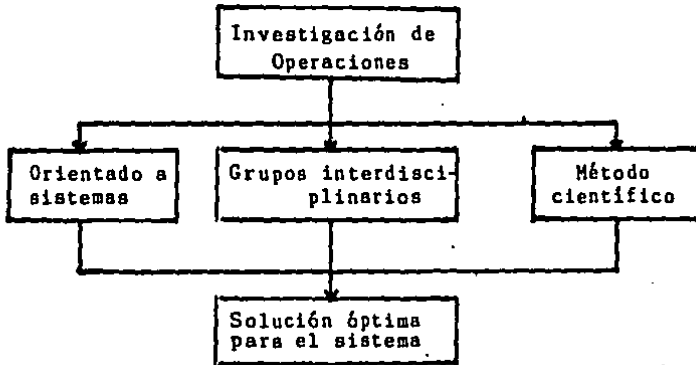 Investigación de
Operaciones
Orientado a
sistemas
Grupos interdisci-
plinarios
Método
científico
Solución óptima
para el sistema